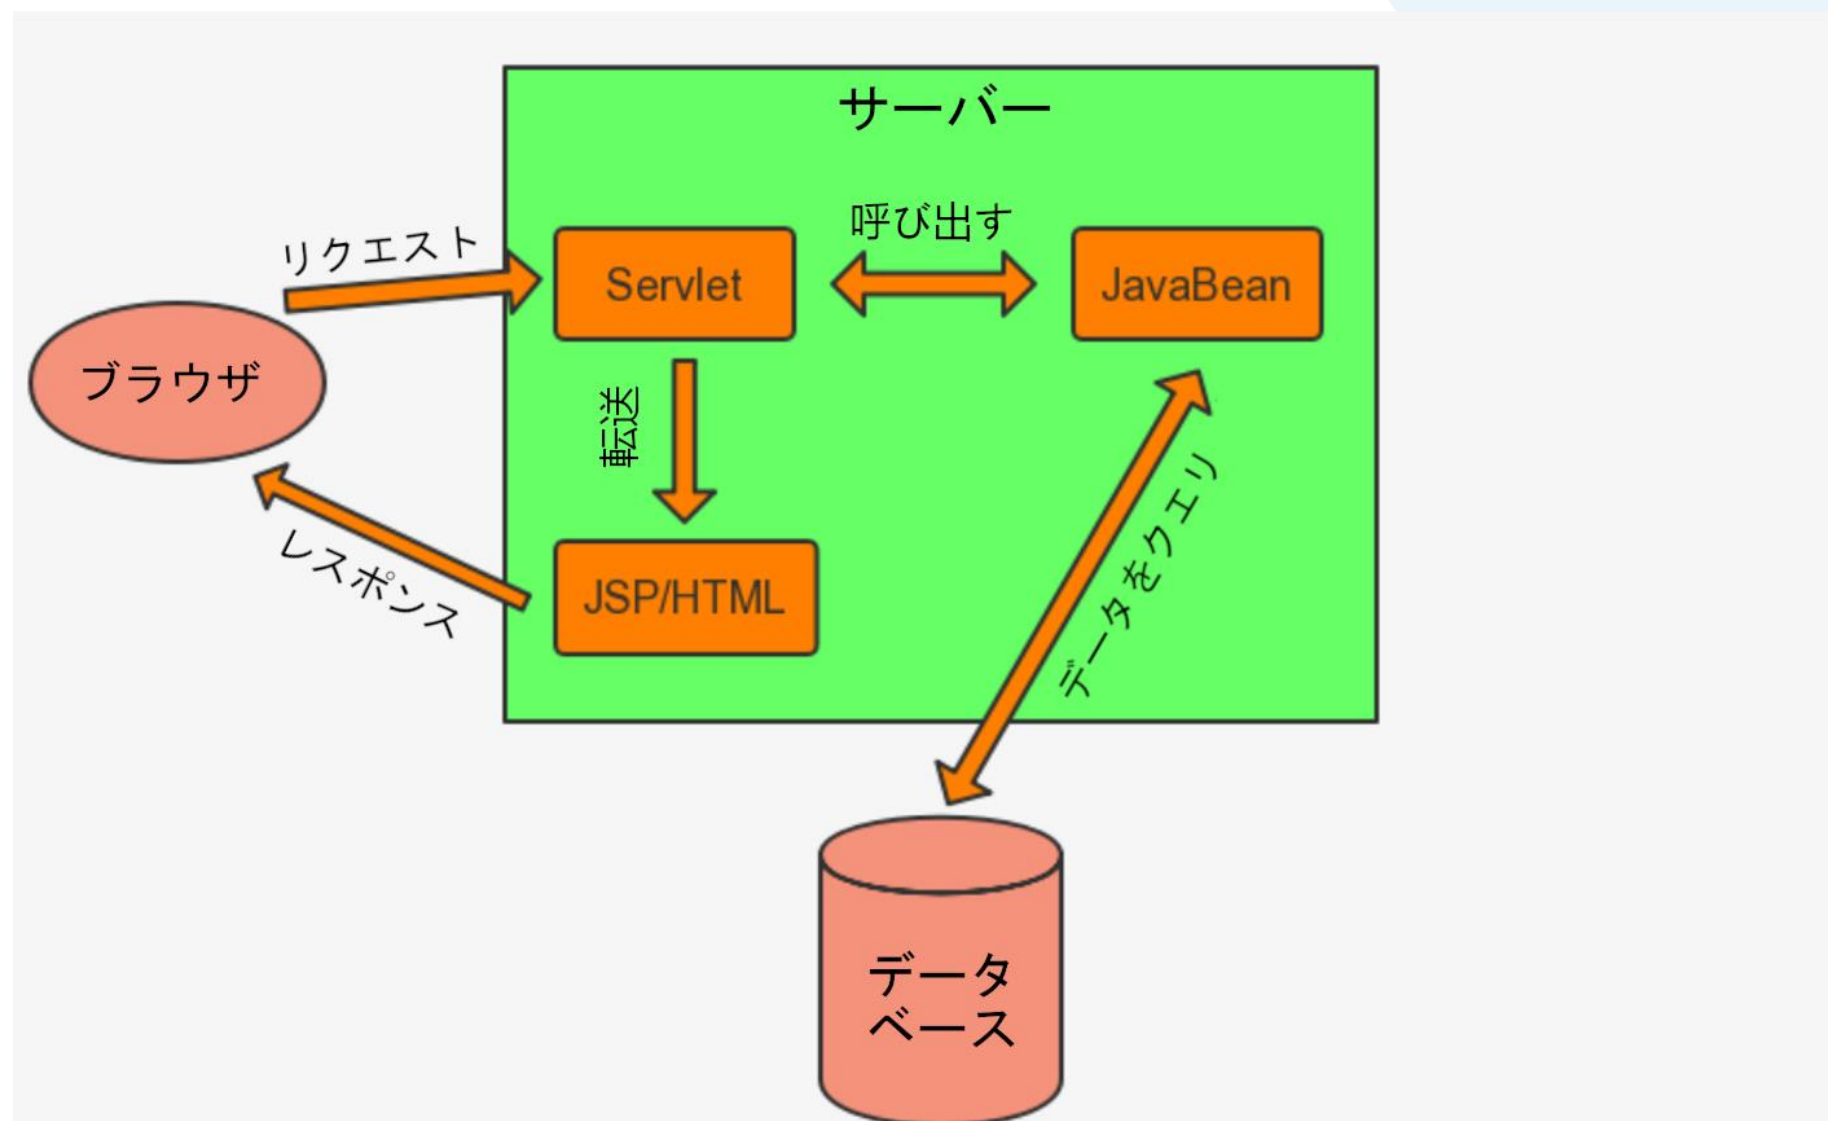 サーバー
リクエスト
呼び出す
Servlet
JavaBean
ブラウザ
転送
データをクエリ
レスポンス
JSP/HTML
データ
ベース